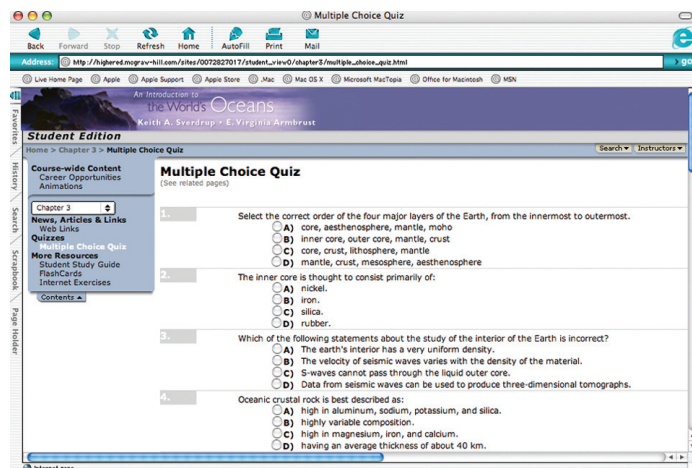 Multiple Choice Quiz
Back Forward Stop Refresh Home AutoFill Print Mail
Address: http://highered.mcgraw-hill.com/sites/0072827017/student_view0/chapter3/multiple_choice_quiz.html go
Live Home Page Apple Apple Support Apple Store .Mac Mac OS X Microsoft MacTopia Office for Macintosh MSN
Favorites
History
Search
Scrapbook
Page Holder
An Introduction to
the World's Oceans
Keith A. Sverdrup • E. Virginia Armbrust
Student Edition
Home > Chapter 3 > Multiple Choice Quiz
Search Instructors
Course-wide Content
Career Opportunities
Animations
Chapter 3
News, Articles & Links
Web Links
Quizzes
Multiple Choice Quiz
More Resources
Student Study Guide
FlashCards
Internet Exercises
Contents
Multiple Choice Quiz
(See related pages)
1. Select the correct order of the four major layers of the Earth, from the innermost to outermost.
A) core, aesthenosphere, mantle, moho
B) inner core, outer core, mantle, crust
C) core, crust, lithosphere, mantle
D) mantle, crust, mesosphere, aesthenosphere
2. The inner core is thought to consist primarily of:
A) nickel.
B) iron.
C) silica.
D) rubber.
3. Which of the following statements about the study of the interior of the Earth is incorrect?
A) The earth's interior has a very uniform density.
B) The velocity of seismic waves varies with the density of the material.
C) S-waves cannot pass through the liquid outer core.
D) Data from seismic waves can be used to produce three-dimensional tomographs.
4. Oceanic crustal rock is best described as:
A) high in aluminum, sodium, potassium, and silica.
B) highly variable composition.
C) high in magnesium, iron, and calcium.
D) having an average thickness of about 40 km.